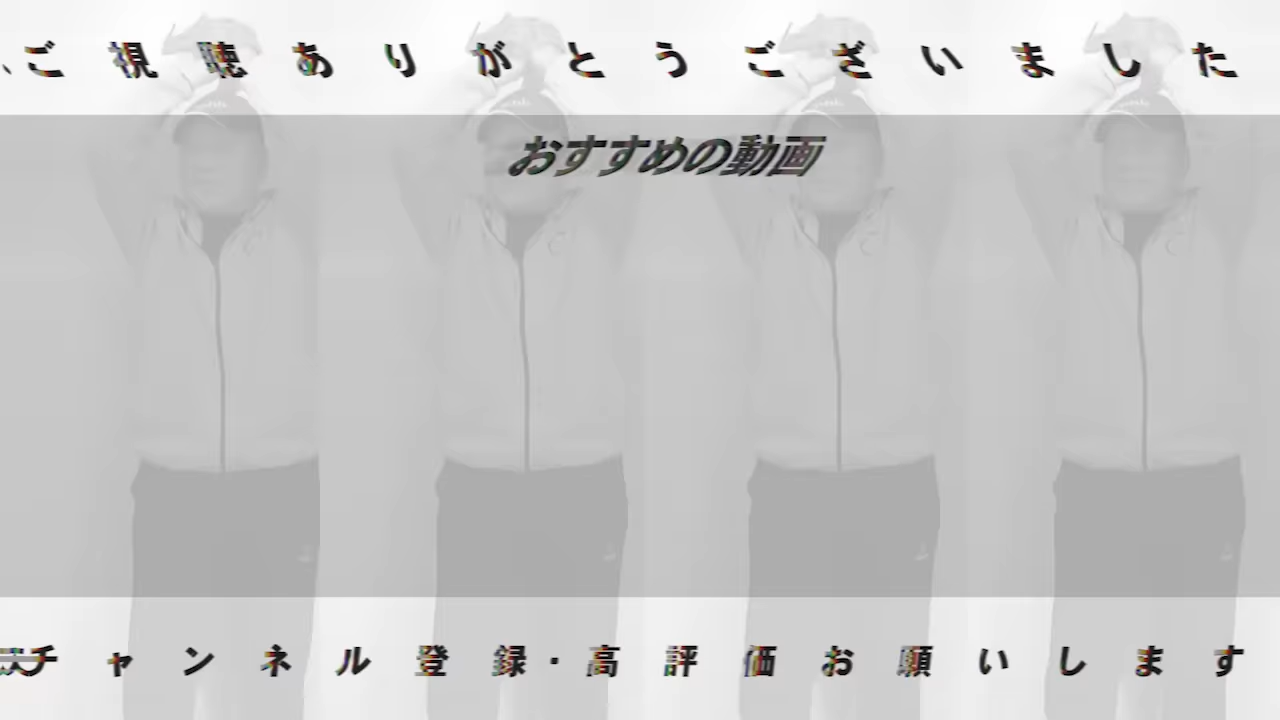 ご視聴ありがとうございました
おすすめの動画
チャンネル登録・高評価お願いします